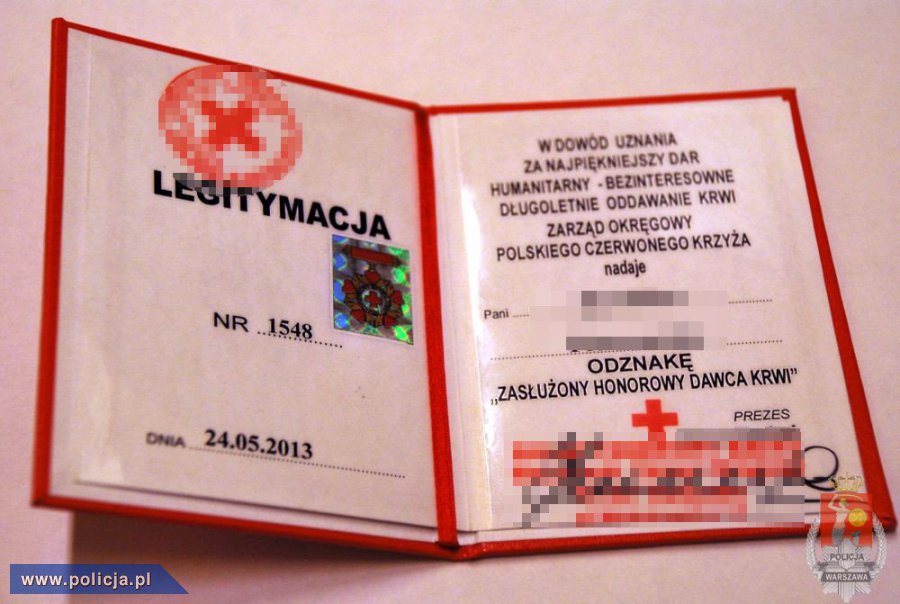 LEGITYMACJA
NR ..1548......
DNIA ..24.05.2013...............
W DOWÓD UZNANIA
ZA NAJPIĘKNIEJSZY DAR
HUMANITARNY - BEZINTERESOWNE
DŁUGOLETNIE ODDAWANIE KRWI
ZARZĄD OKRĘGOWY
POLSKIEGO CZERWONEGO KRZYŻA
nadaje
Pani
ODZNAKĘ
„ZASŁUŻONY HONOROWY DAWCA KRWI”
PREZES
www.policja.pl
POLICJA
WARSZAWA